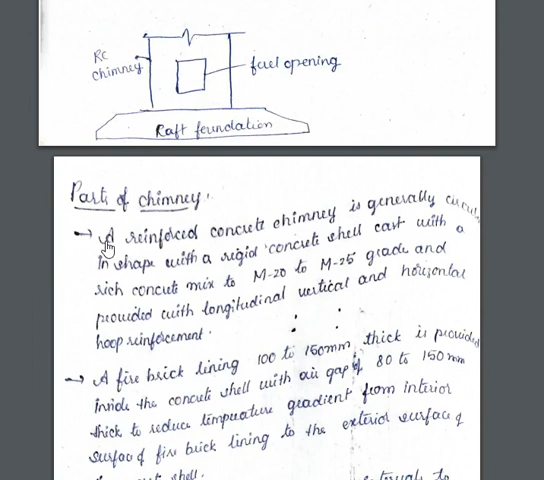 RC
chimney
fuel opening
Raft foundation
Parts of chimney.
→ A reinforced concrete chimney is generally
in shape with a rigid concrete shell cast with a
rich concrete mix to M-20 to M-25 grade and
provided with longitudinal vertical and horizontal
hoop reinforcement.
→ A fire brick lining 100 to 150mm thick is provided
inside the concrete shell with air gap of 80 to 150 mm
thick to reduce temperature gradient from interior
surface of fire brick lining to the exterior surface of
shell.